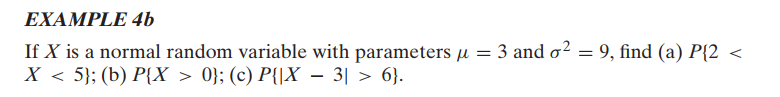 EXAMPLE 4b
If X is a normal random variable with parameters μ = 3 and σ² = 9, find (a) P{2 <
X < 5}; (b) P{X > 0}; (c) P{|X − 3| > 6}.